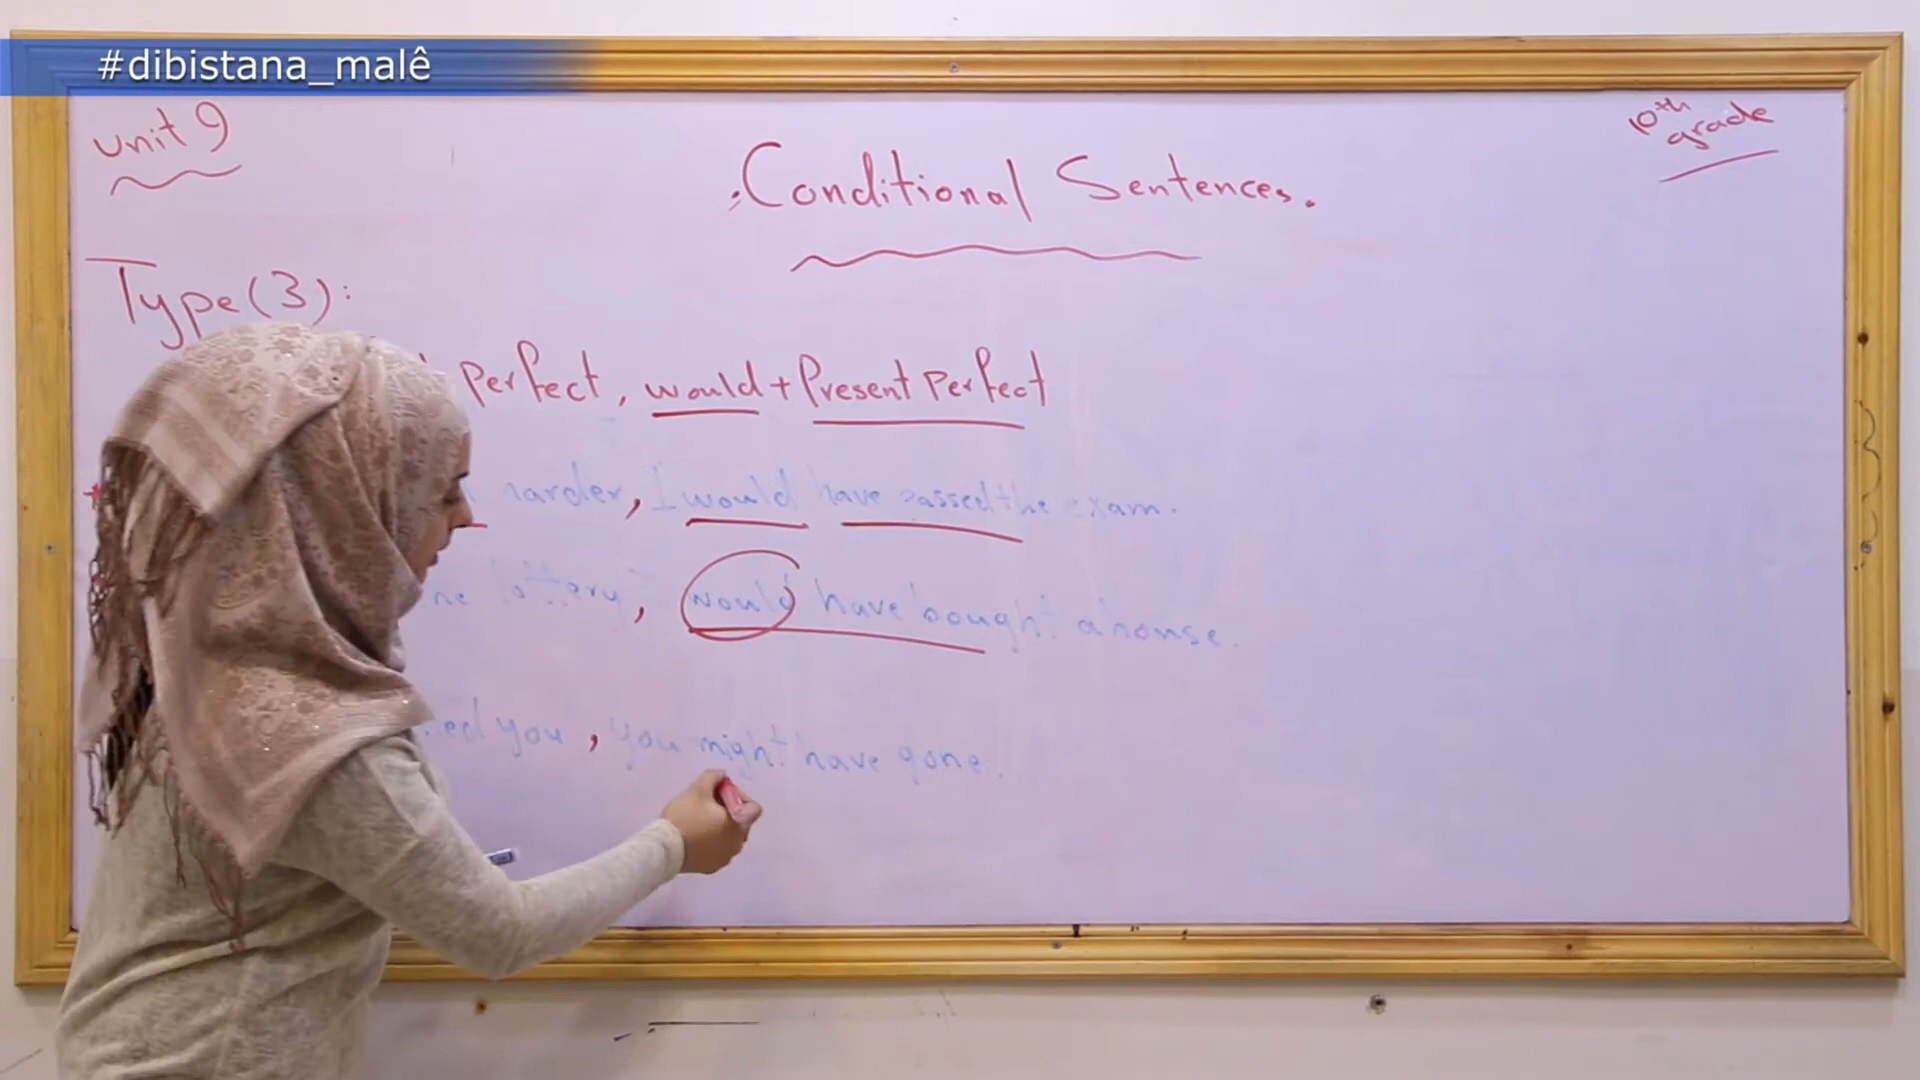 #dibistana_malê
unit 9
10th
grade
Conditional Sentences.
Type(3):
perfect, would + Present Perfect
harder, I would have passed the exam.
would have bought a house.
you, you might have gone.